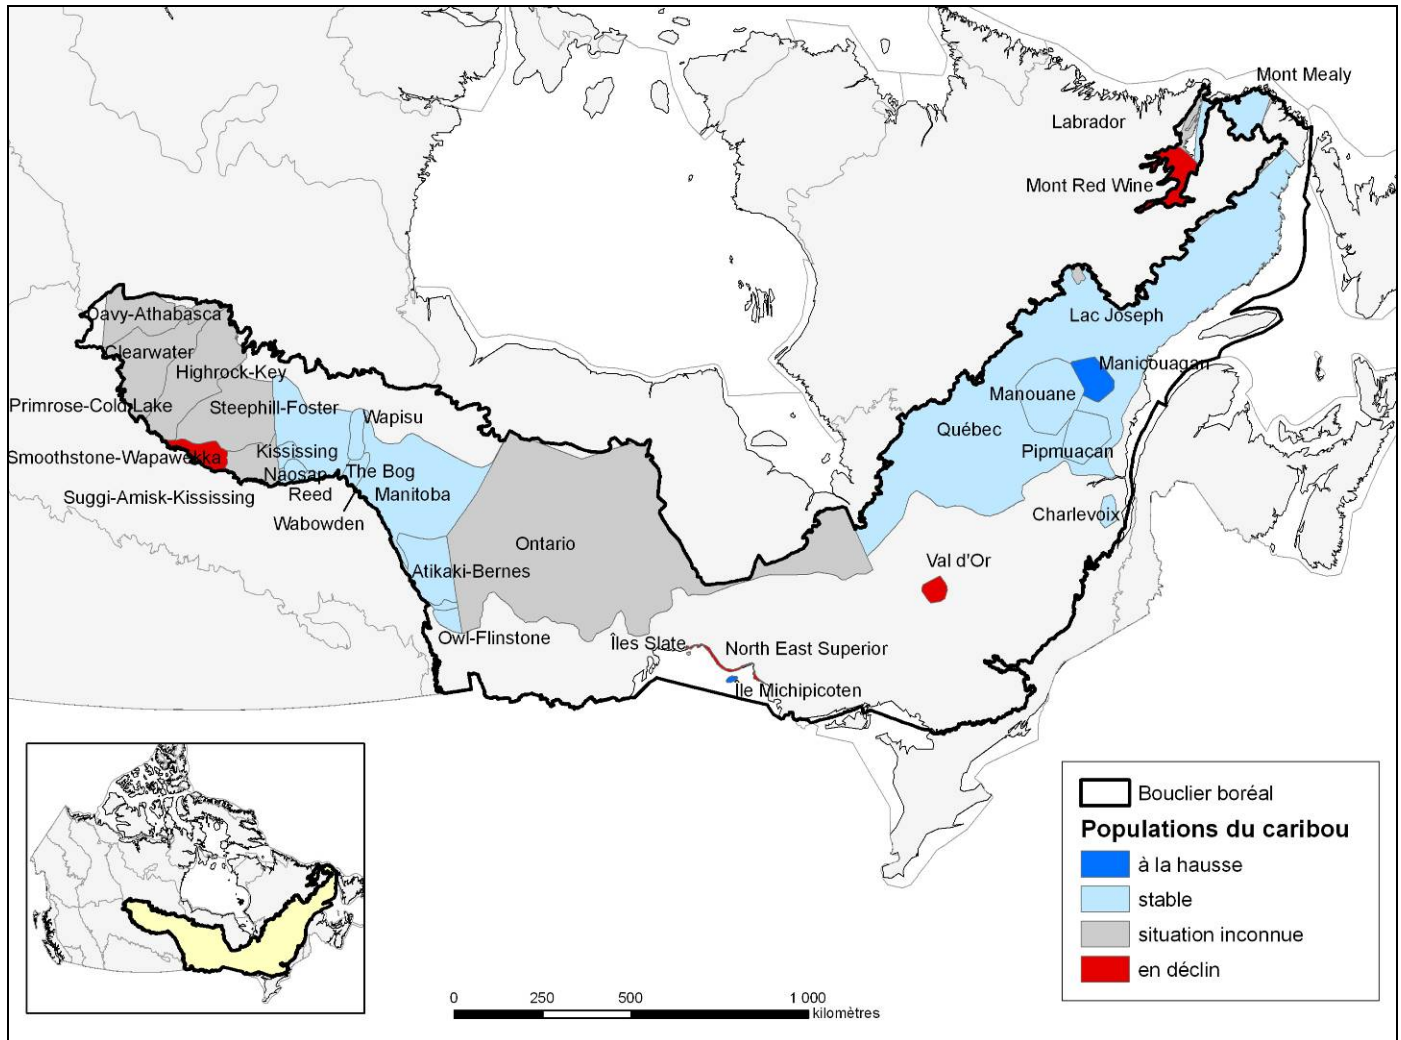 Mont Mealy
Labrador
Mont Red Wine
Davy-Athabasca
Lac Joseph
Clearwater
Manicouagan
Highrock-Key
Manouane
Primrose-Cold Lake
Steephill-Foster
Wapisu
Québec
Kississing
Pipmuacan
Smoothstone-Wapawekka
Naosap
The Bog
Suggi-Amisk-Kississing
Reed
Manitoba
Wabowden
Charlevoix
Ontario
Val d'Or
Atikaki-Bernes
Owl-Flinstone
Îles Slate
North East Superior
Île Michipicoten
Bouclier boréal
Populations du caribou
à la hausse
stable
situation inconnue
en déclin
0 250 500 1 000
kilomètres